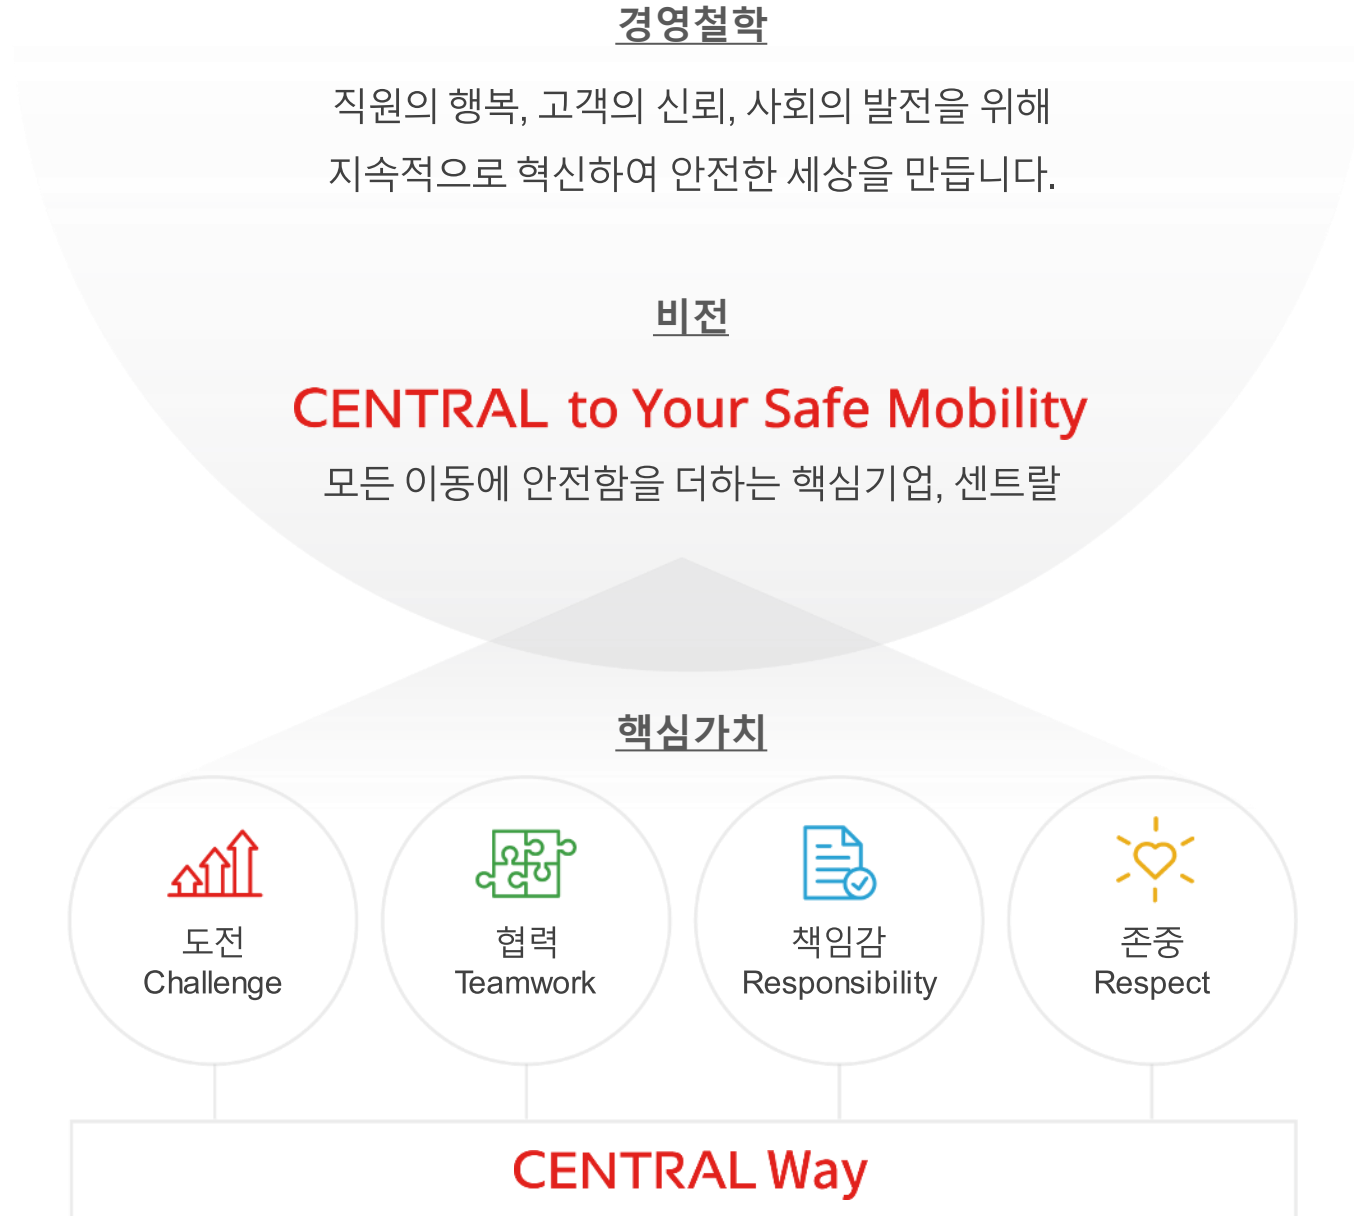 경영철학
직원의 행복, 고객의 신뢰, 사회의 발전을 위해
지속적으로 혁신하여 안전한 세상을 만듭니다.
비전
CENTRAL to Your Safe Mobility
모든 이동에 안전함을 더하는 핵심기업, 센트랄
핵심가치
도전
Challenge
협력
Teamwork
책임감
Responsibility
존중
Respect
CENTRAL Way